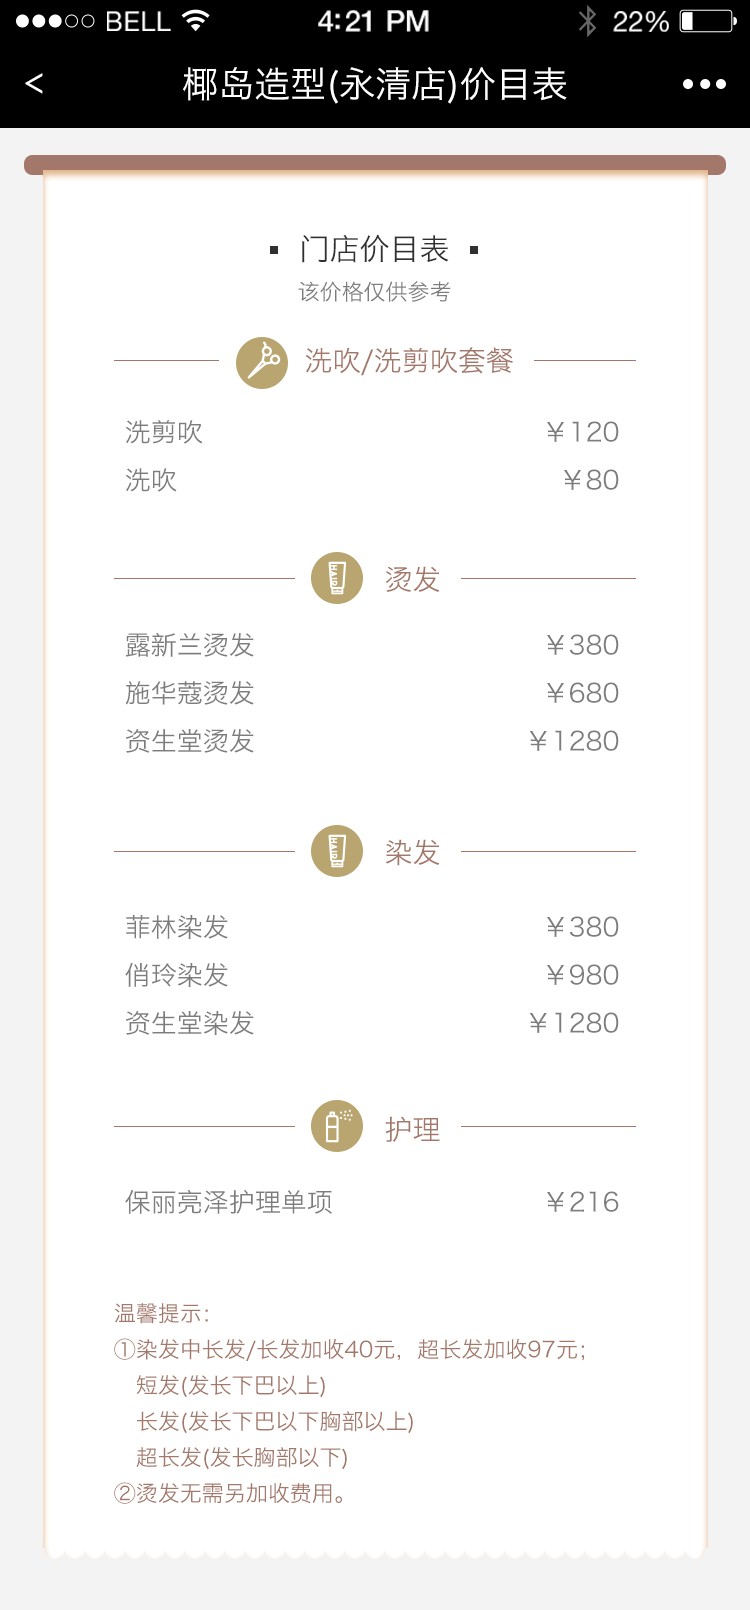 ●●●○○ BELL 4:21 PM 22%
< 椰岛造型(永清店)价目表 •••
▪ 门店价目表 ▪
该价格仅供参考
洗吹/洗剪吹套餐
洗剪吹 ￥120
洗吹 ￥80
烫发
露新兰烫发 ￥380
施华蔻烫发 ￥680
资生堂烫发 ￥1280
染发
菲林染发 ￥380
俏玲染发 ￥980
资生堂染发 ￥1280
护理
保丽亮泽护理单项 ￥216
温馨提示：
①染发中长发/长发加收40元，超长发加收97元；
短发(发长下巴以上)
长发(发长下巴以下胸部以上)
超长发(发长胸部以下)
②烫发无需另加收费用。